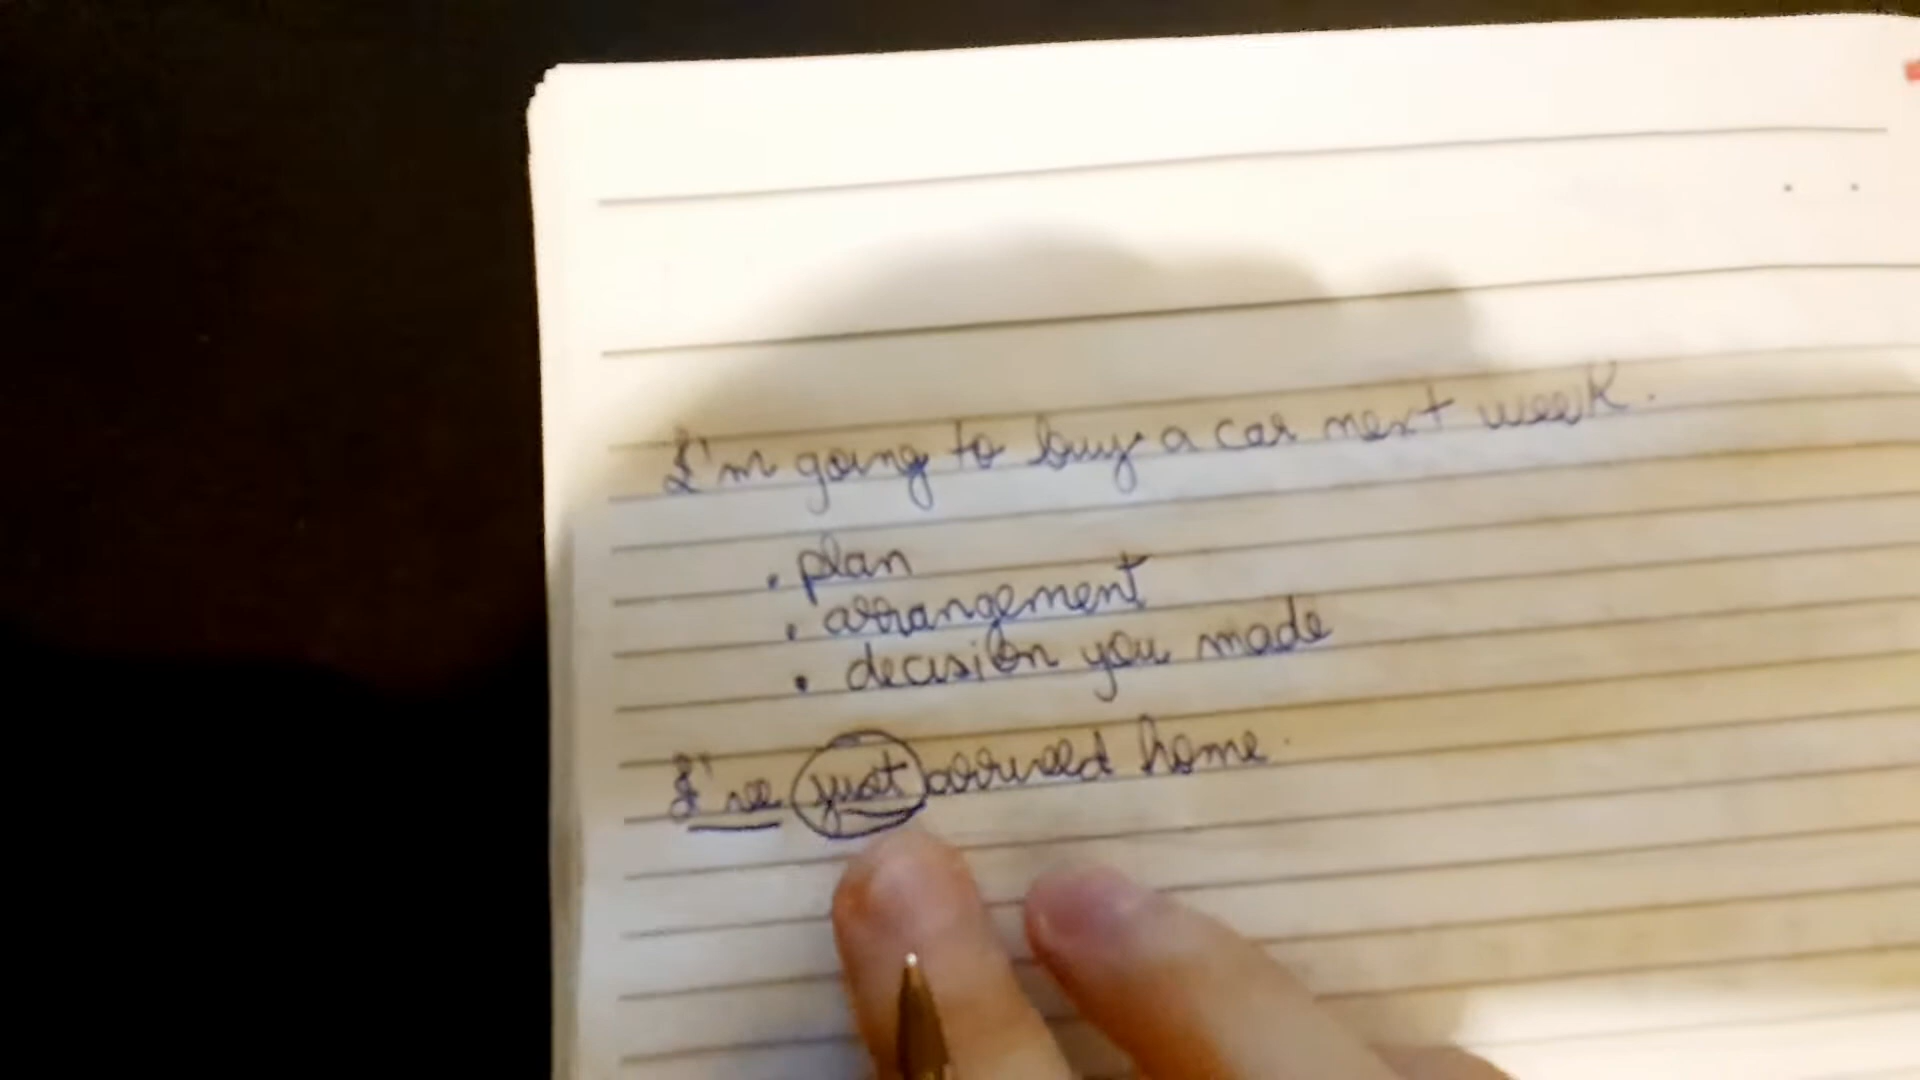 I'm going to buy a car next week.
. plan
. arrangement
. decision you made
I've just arrived home.